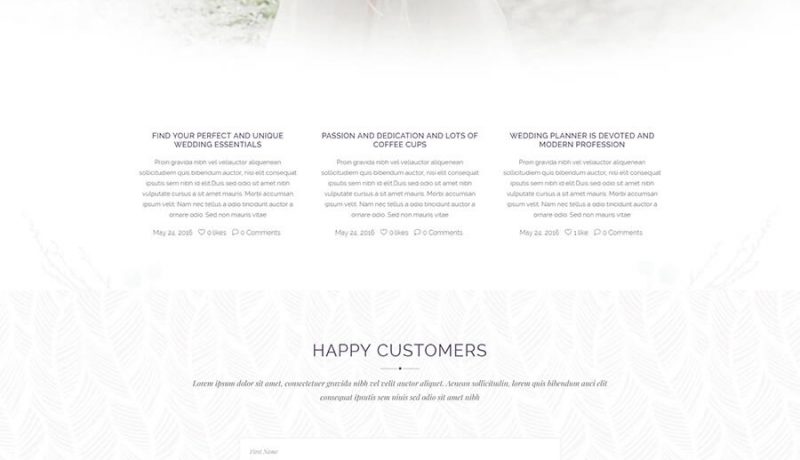 FIND YOUR PERFECT AND UNIQUE
WEDDING ESSENTIALS
Proin gravida nibh vel veliauctor aliquenean
sollicitudiem quis bibendum auctor, nisi elit consequat
ipsutis sem nibh id elit.Duis sed odio sit amet nibh
vulputate cursus a sit amet mauris. Morbi accumsan
ipsum velit. Nam nec tellus a odio tincidunt auctor a
ornare odio. Sed non mauris vitae
May 24, 2016 0 likes 0 Comments
PASSION AND DEDICATION AND LOTS OF
COFFEE CUPS
Proin gravida nibh vel veliauctor aliquenean
sollicitudiem quis bibendum auctor, nisi elit consequat
ipsutis sem nibh id elit.Duis sed odio sit amet nibh
vulputate cursus a sit amet mauris. Morbi accumsan
ipsum velit. Nam nec tellus a odio tincidunt auctor a
ornare odio. Sed non mauris vitae
May 24, 2016 0 likes 0 Comments
WEDDING PLANNER IS DEVOTED AND
MODERN PROFESSION
Proin gravida nibh vel veliauctor aliquenean
sollicitudiem quis bibendum auctor, nisi elit consequat
ipsutis sem nibh id elit.Duis sed odio sit amet nibh
vulputate cursus a sit amet mauris. Morbi accumsan
ipsum velit. Nam nec tellus a odio tincidunt auctor a
ornare odio. Sed non mauris vitae
May 24, 2016 1 like 0 Comments
HAPPY CUSTOMERS
Lorem ipsum dolor sit amet, consectetuer gravida nibh vel velit auctor aliquet. Aenean sollicitudin, lorem quis bibendum auci elit
consequat ipsutis sem niuis sed odio sit amet nibh
First Name